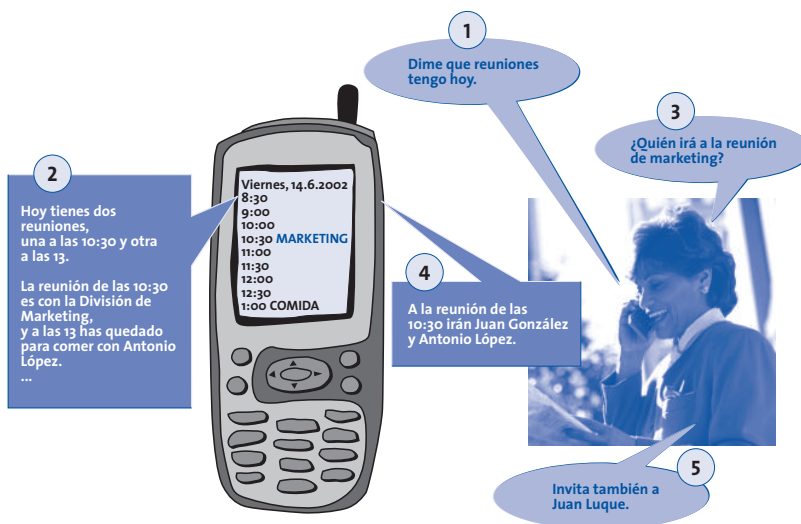 1
Dime que reuniones
tengo hoy.
2
Hoy tienes dos
reuniones,
una a las 10:30 y otra
a las 13.
La reunión de las 10:30
es con la División de
Marketing,
y a las 13 has quedado
para comer con Antonio
López.
...
Viernes, 14.6.2002
8:30
9:00
10:00
10:30 MARKETING
11:00
11:30
12:00
12:30
1:00 COMIDA
3
¿Quién irá a la reunión
de marketing?
4
A la reunión de las
10:30 irán Juan González
y Antonio López.
5
Invita también a
Juan Luque.